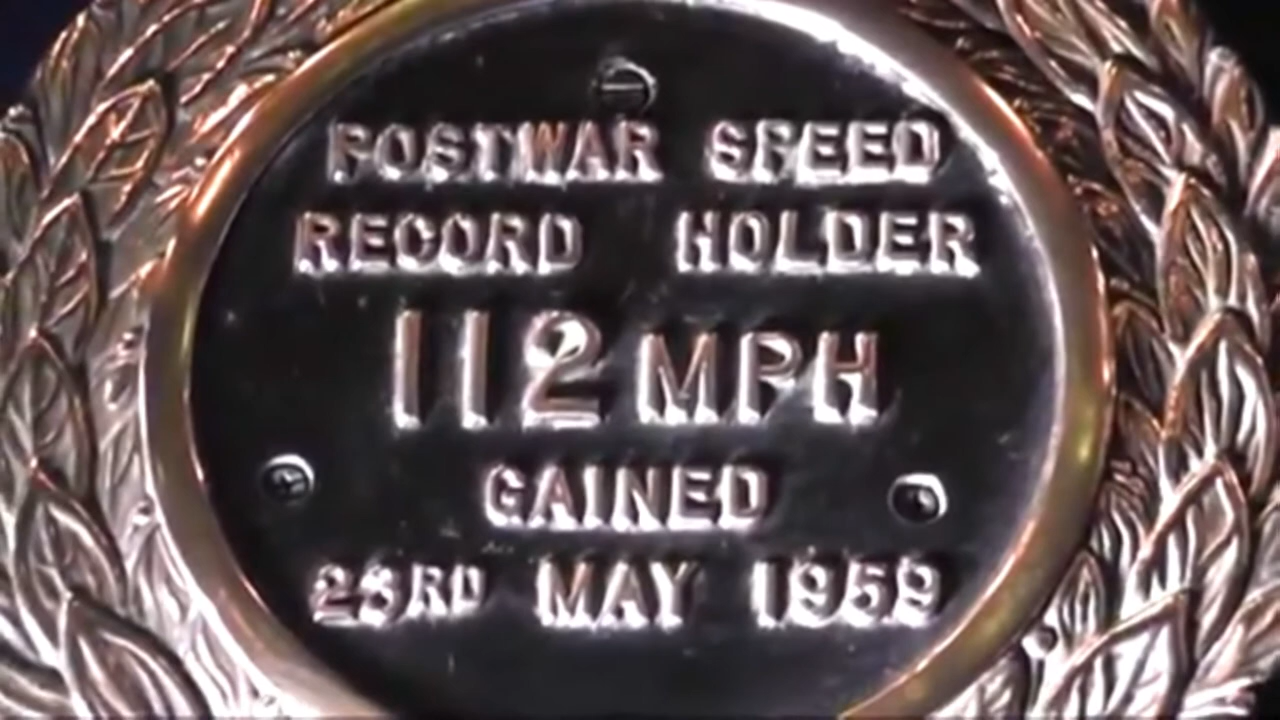 POSTWAR SPEED
RECORD HOLDER
112 MPH
GAINED
23RD MAY 1959